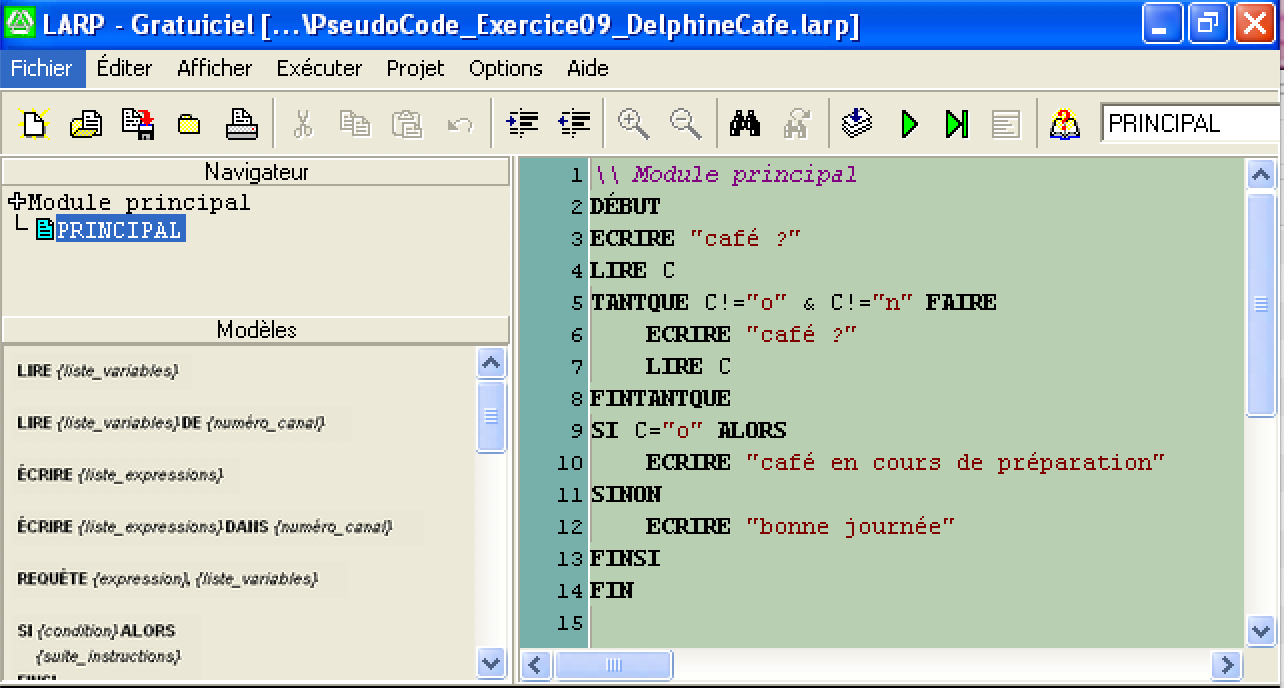 LARP - Gratuiciel [...\PseudoCode_Exercice09_DelphineCafe.larp]
Fichier Éditer Afficher Exécuter Projet Options Aide
PRINCIPAL
Navigateur
Module principal
PRINCIPAL
Modèles
LIRE {liste_variables}
LIRE {liste_variables} DE {numéro_canal}
ÉCRIRE {liste_expressions}
ÉCRIRE {liste_expressions} DANS {numéro_canal}
REQUÊTE {expression}, {liste_variables}
SI {condition} ALORS
{suite_instructions}
FINSI
1 \\ Module principal
2 DÉBUT
3 ECRIRE "café ?"
4 LIRE C
5 TANTQUE C!="o" & C!="n" FAIRE
6 ECRIRE "café ?"
7 LIRE C
8 FINTANTQUE
9 SI C="o" ALORS
10 ECRIRE "café en cours de préparation"
11 SINON
12 ECRIRE "bonne journée"
13 FINSI
14 FIN
15